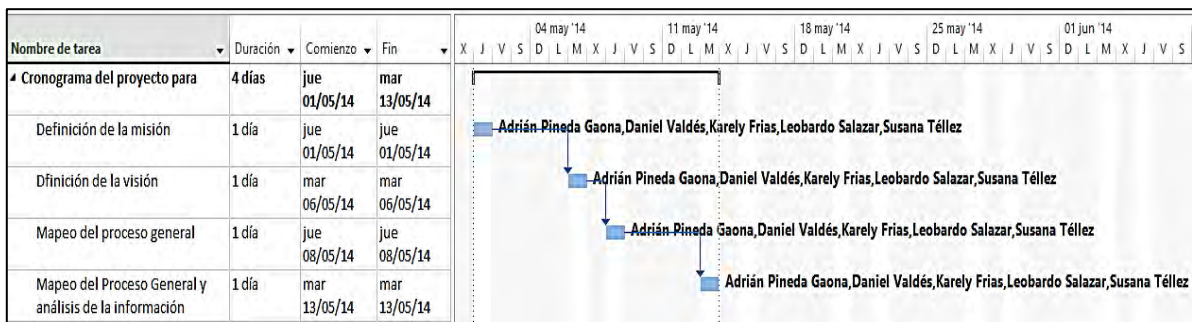 04 may '14 11 may '14 18 may '14 25 may '14 01 jun '14
Nombre de tarea Duración Comienzo Fin X J V S D L M X J V S D L M X J V S D L M X J V S D L M X J V S D L M X J V S
Cronograma del proyecto para 4 días jue mar
01/05/14 13/05/14
Definición de la misión 1 día jue jue Adrián Pineda Gaona,Daniel Valdés,Karely Frias,Leobardo Salazar,Susana Téllez
01/05/14 01/05/14
Dfinición de la visión 1 día mar mar Adrián Pineda Gaona,Daniel Valdés,Karely Frias,Leobardo Salazar,Susana Téllez
06/05/14 06/05/14
Mapeo del proceso general 1 día jue jue Adrián Pineda Gaona,Daniel Valdés,Karely Frias,Leobardo Salazar,Susana Téllez
08/05/14 08/05/14
Mapeo del Proceso General y 1 día mar mar Adrián Pineda Gaona,Daniel Valdés,Karely Frias,Leobardo Salazar,Susana Téllez
análisis de la información 13/05/14 13/05/14